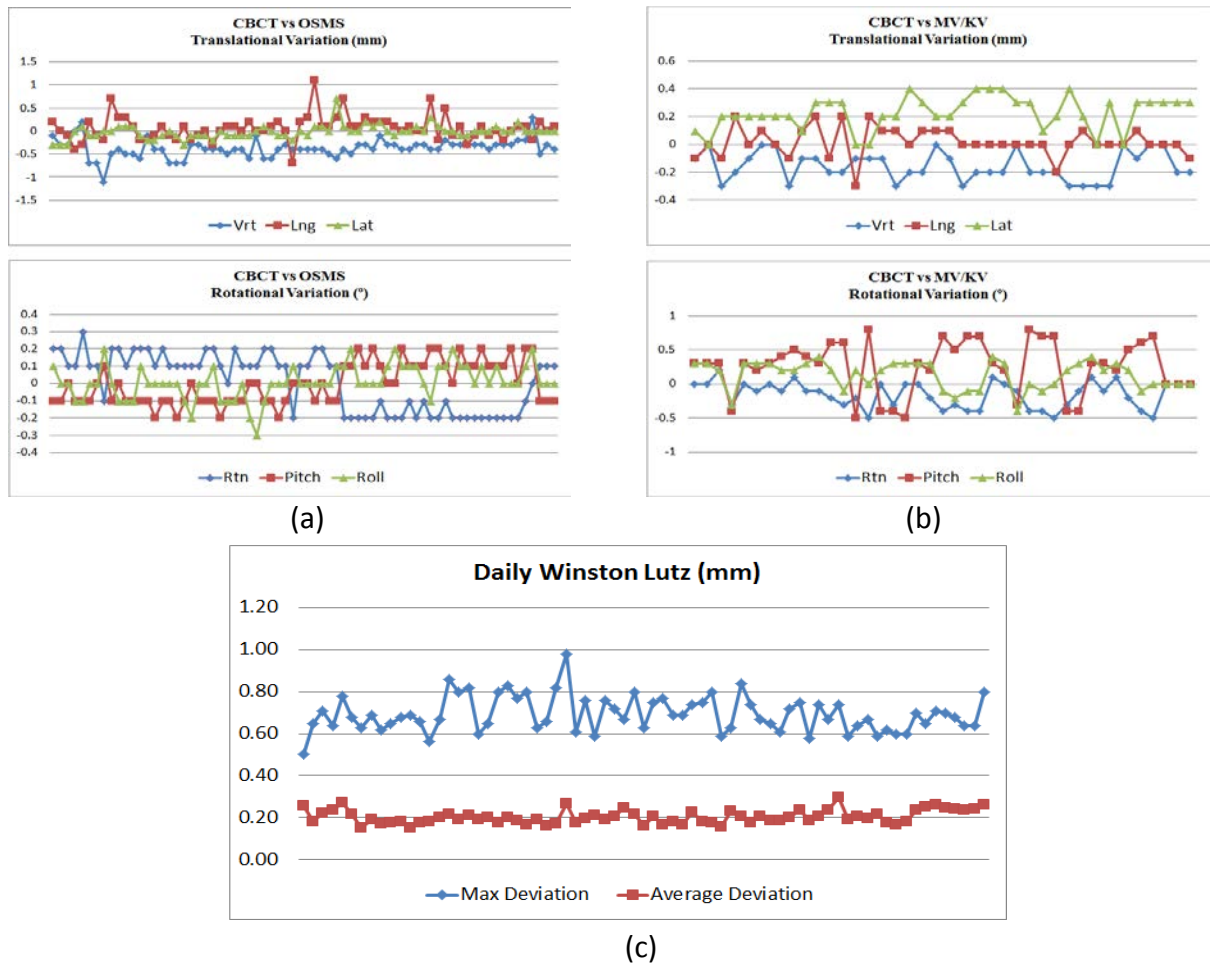 CBCT vs OSMS
Translational Variation (mm)
1.5
1
0.5
0
-0.5
-1
-1.5
Vrt Lng Lat
CBCT vs OSMS
Rotational Variation (º)
0.4
0.3
0.2
0.1
0
-0.1
-0.2
-0.3
-0.4
Rtn Pitch Roll
(a)
CBCT vs MV/KV
Translational Variation (mm)
0.6
0.4
0.2
0
-0.2
-0.4
Vrt Lng Lat
CBCT vs MV/KV
Rotational Variation (º)
1
0.5
0
-0.5
-1
Rtn Pitch Roll
(b)
Daily Winston Lutz (mm)
1.20
1.00
0.80
0.60
0.40
0.20
0.00
Max Deviation Average Deviation
(c)